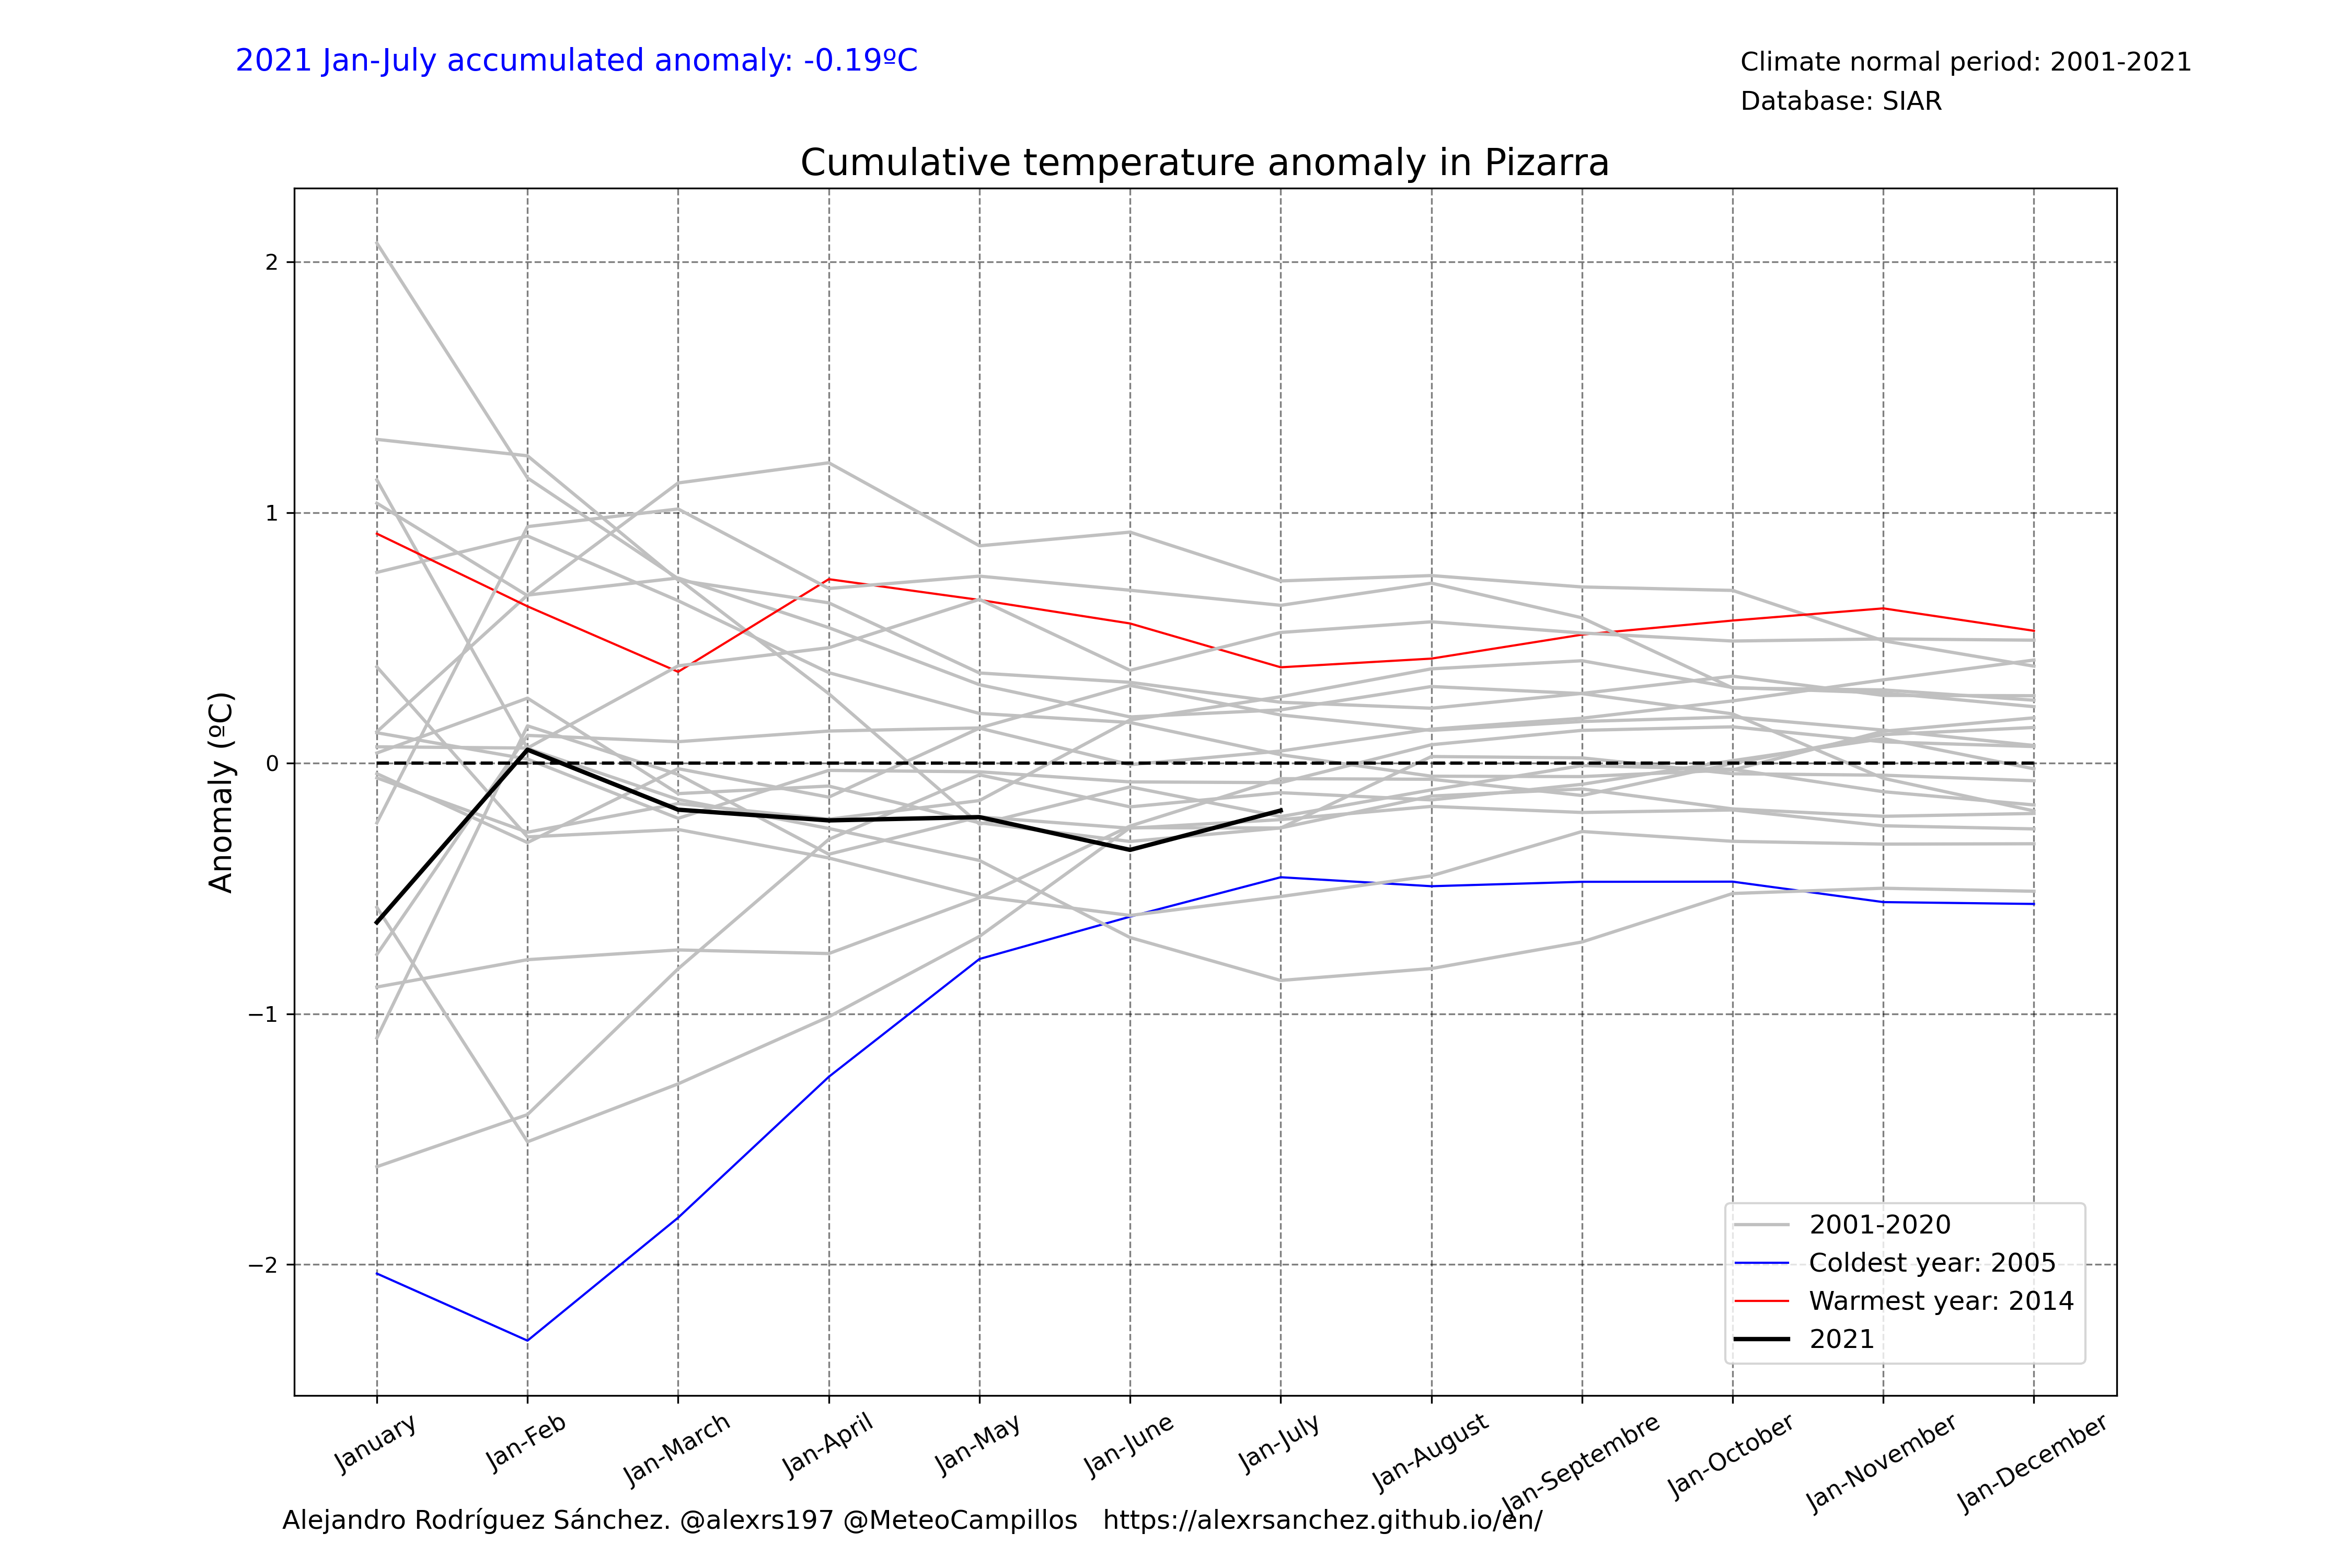 2021 Jan-July accumulated anomaly: -0.19ºC
Climate normal period: 2001-2021
Database: SIAR
Cumulative temperature anomaly in Pizarra
Anomaly (ºC)
2
1
0
−1
−2
2001-2020
Coldest year: 2005
Warmest year: 2014
2021
January
Jan-Feb
Jan-March
Jan-April
Jan-May
Jan-June
Jan-July
Jan-August
Jan-Septembre
Jan-October
Jan-November
Jan-December
Alejandro Rodríguez Sánchez. @alexrs197 @MeteoCampillos https://alexrsanchez.github.io/en/